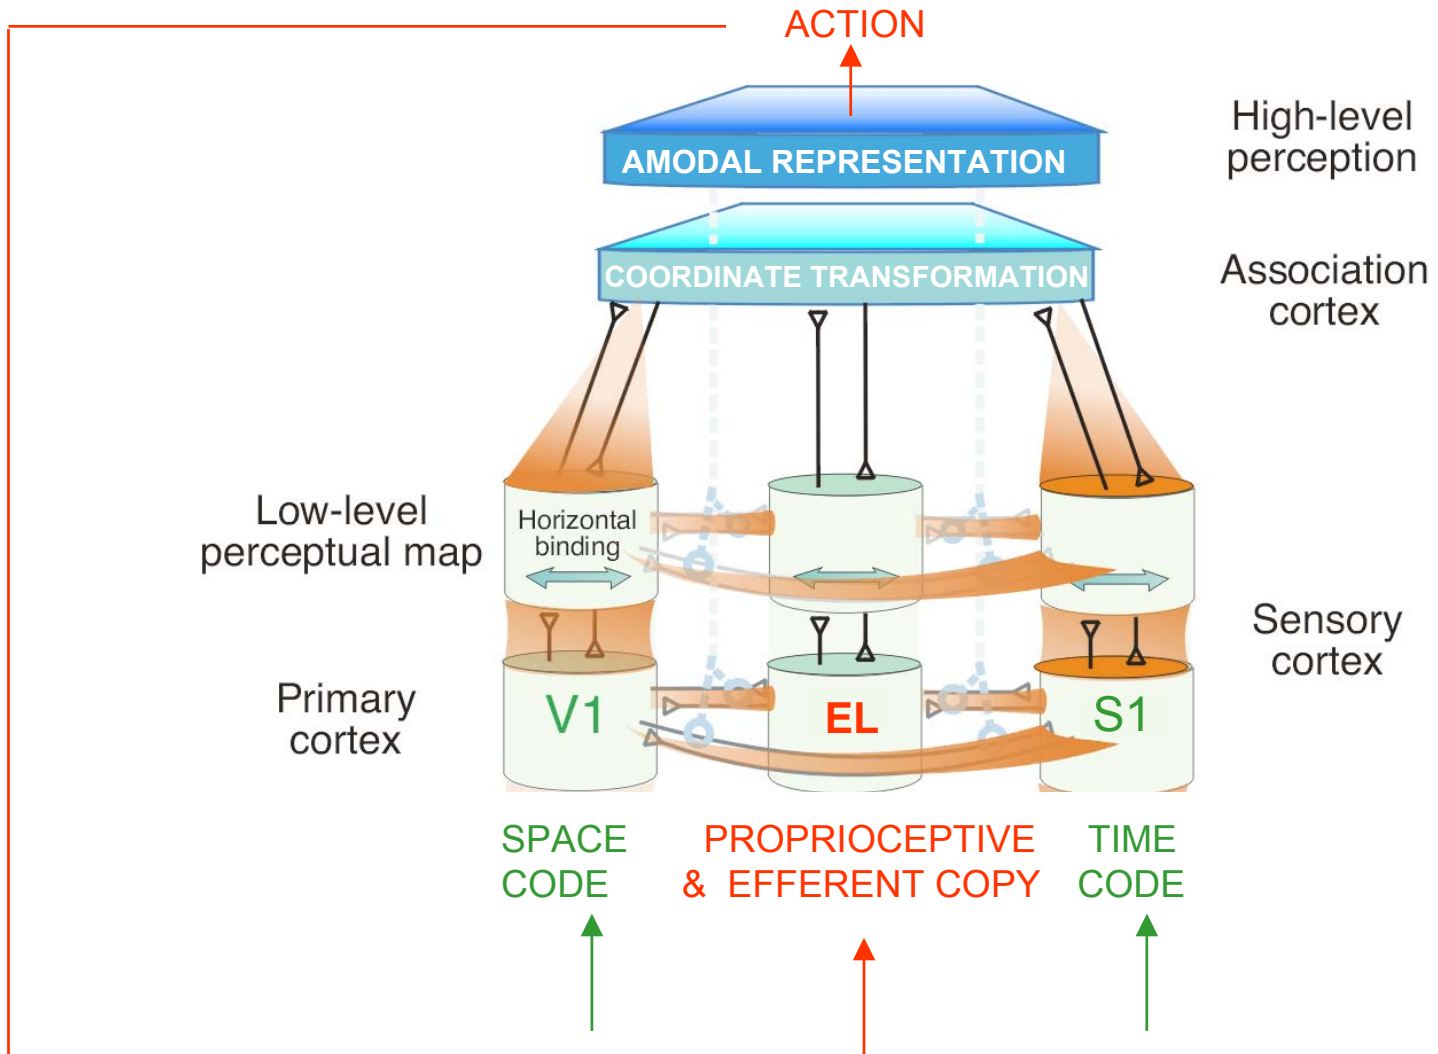 ACTION
High-level
perception
AMODAL REPRESENTATION
COORDINATE TRANSFORMATION
Association
cortex
Low-level
perceptual map
Horizontal
binding
Sensory
cortex
Primary
cortex
V1
EL
S1
SPACE
CODE
PROPRIOCEPTIVE
& EFFERENT COPY
TIME
CODE